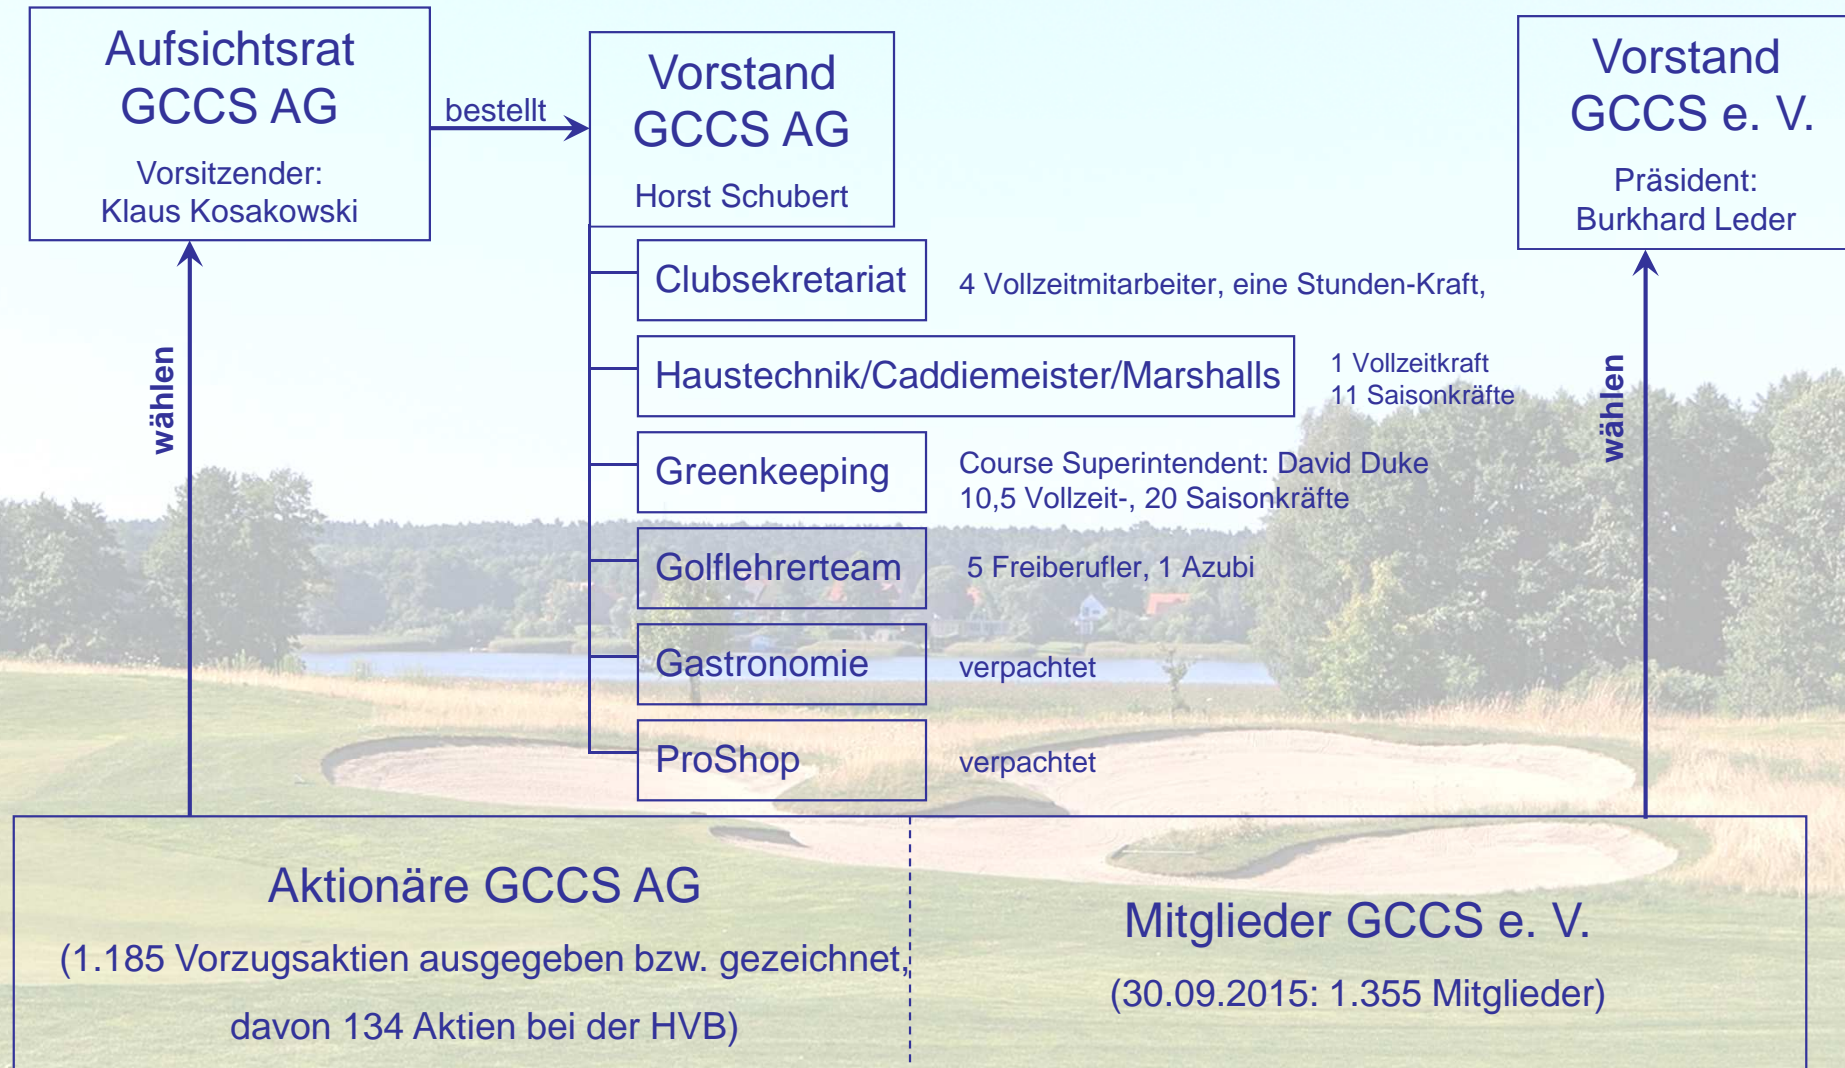 Aufsichtsrat
GCCS AG
Vorsitzender:
Klaus Kosakowski
bestellt
Vorstand
GCCS AG
Horst Schubert
Vorstand
GCCS e. V.
Präsident:
Burkhard Leder
wählen
Clubsekretariat
4 Vollzeitmitarbeiter, eine Stunden-Kraft,
Haustechnik/Caddiemeister/Marshalls
1 Vollzeitkraft
11 Saisonkräfte
Greenkeeping
Course Superintendent: David Duke
10,5 Vollzeit-, 20 Saisonkräfte
Golflehrerteam
5 Freiberufler, 1 Azubi
Gastronomie
verpachtet
ProShop
verpachtet
wählen
Aktionäre GCCS AG
(1.185 Vorzugsaktien ausgegeben bzw. gezeichnet,
davon 134 Aktien bei der HVB)
Mitglieder GCCS e. V.
(30.09.2015: 1.355 Mitglieder)